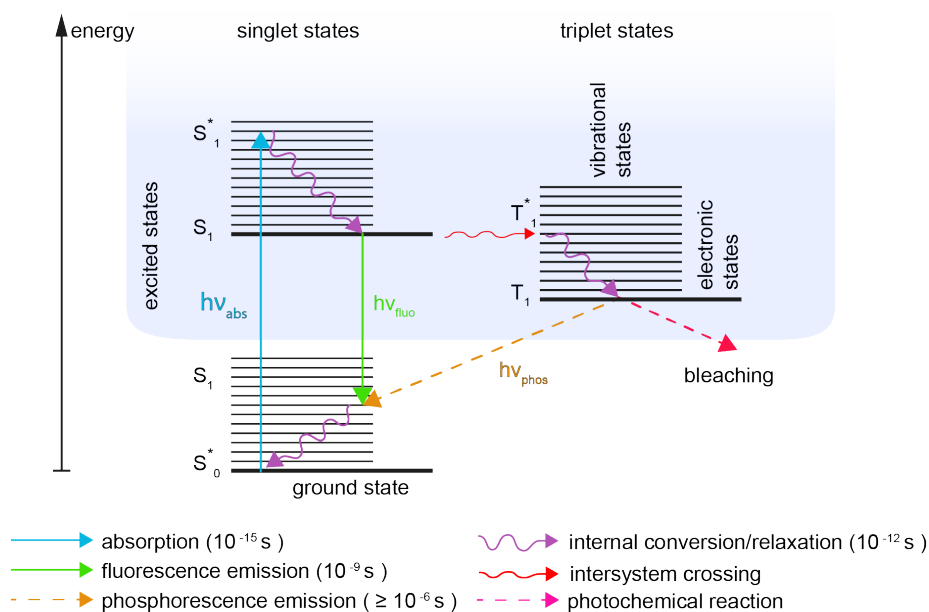 energy
singlet states
triplet states
vibrational
states
S*1
T*1
S1
electronic
states
excited states
T1
hνabs
hνfluo
hνphos
S1
bleaching
S*0
ground state
absorption (10 -15 s )
internal conversion/relaxation (10 -12 s)
fluorescence emission (10 -9 s )
intersystem crossing
phosphorescence emission ( ≥ 10 -6 s )
photochemical reaction